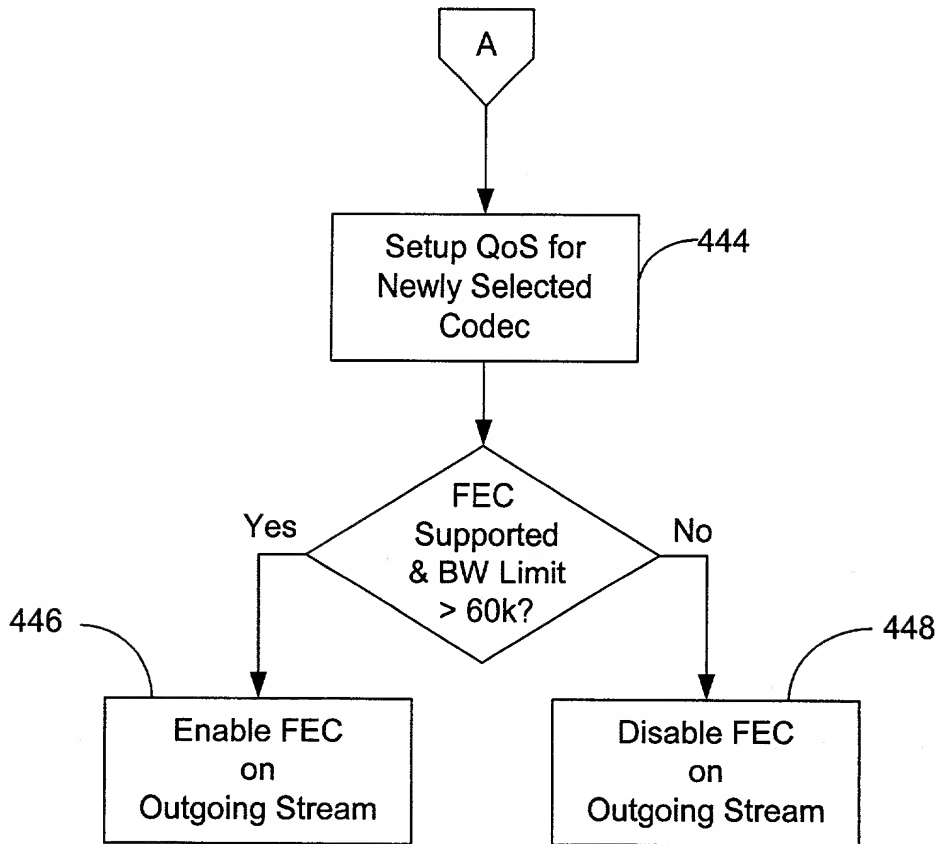 A
Setup QoS for
Newly Selected
Codec
444
FEC
Supported
& BW Limit
> 60k?
Yes
No
446
448
Enable FEC
on
Outgoing Stream
Disable FEC
on
Outgoing Stream